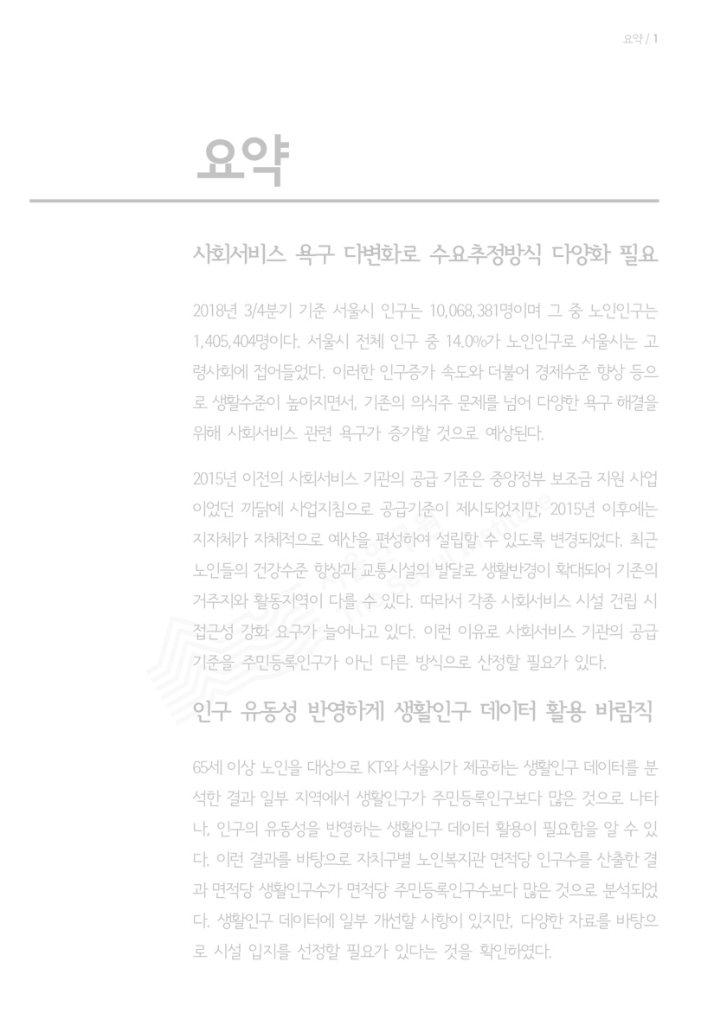 요약 / 1
요약
사회서비스 욕구 다변화로 수요추정방식 다양화 필요
2018년 3/4분기 기준 서울시 인구는 10,068,381명이며 그 중 노인인구는
1,405,404명이다. 서울시 전체 인구 중 14.0%가 노인인구로 서울시는 고
령사회에 접어들었다. 이러한 인구증가 속도와 더불어 경제수준 향상 등으
로 생활수준이 높아지면서, 기존의 의식주 문제를 넘어 다양한 욕구 해결을
위해 사회서비스 관련 욕구가 증가할 것으로 예상된다.
2015년 이전의 사회서비스 기관의 공급 기준은 중앙정부 보조금 지원 사업
이었던 까닭에 사업지침으로 공급기준이 제시되었지만, 2015년 이후에는
지자체가 자체적으로 예산을 편성하여 설립할 수 있도록 변경되었다. 최근
노인들의 건강수준 향상과 교통시설의 발달로 생활반경이 확대되어 기존의
거주지와 활동지역이 다를 수 있다. 따라서 각종 사회서비스 시설 건립 시
접근성 강화 요구가 늘어나고 있다. 이런 이유로 사회서비스 기관의 공급
기준을 주민등록인구가 아닌 다른 방식으로 산정할 필요가 있다.
서울연구원
The Seoul Institute
인구 유동성 반영하게 생활인구 데이터 활용 바람직
65세 이상 노인을 대상으로 KT와 서울시가 제공하는 생활인구 데이터를 분
석한 결과 일부 지역에서 생활인구가 주민등록인구보다 많은 것으로 나타
나, 인구의 유동성을 반영하는 생활인구 데이터 활용이 필요함을 알 수 있
다. 이런 결과를 바탕으로 자치구별 노인복지관 면적당 인구수를 산출한 결
과 면적당 생활인구수가 면적당 주민등록인구수보다 많은 것으로 분석되었
다. 생활인구 데이터에 일부 개선할 사항이 있지만, 다양한 자료를 바탕으
로 시설 입지를 선정할 필요가 있다는 것을 확인하였다.